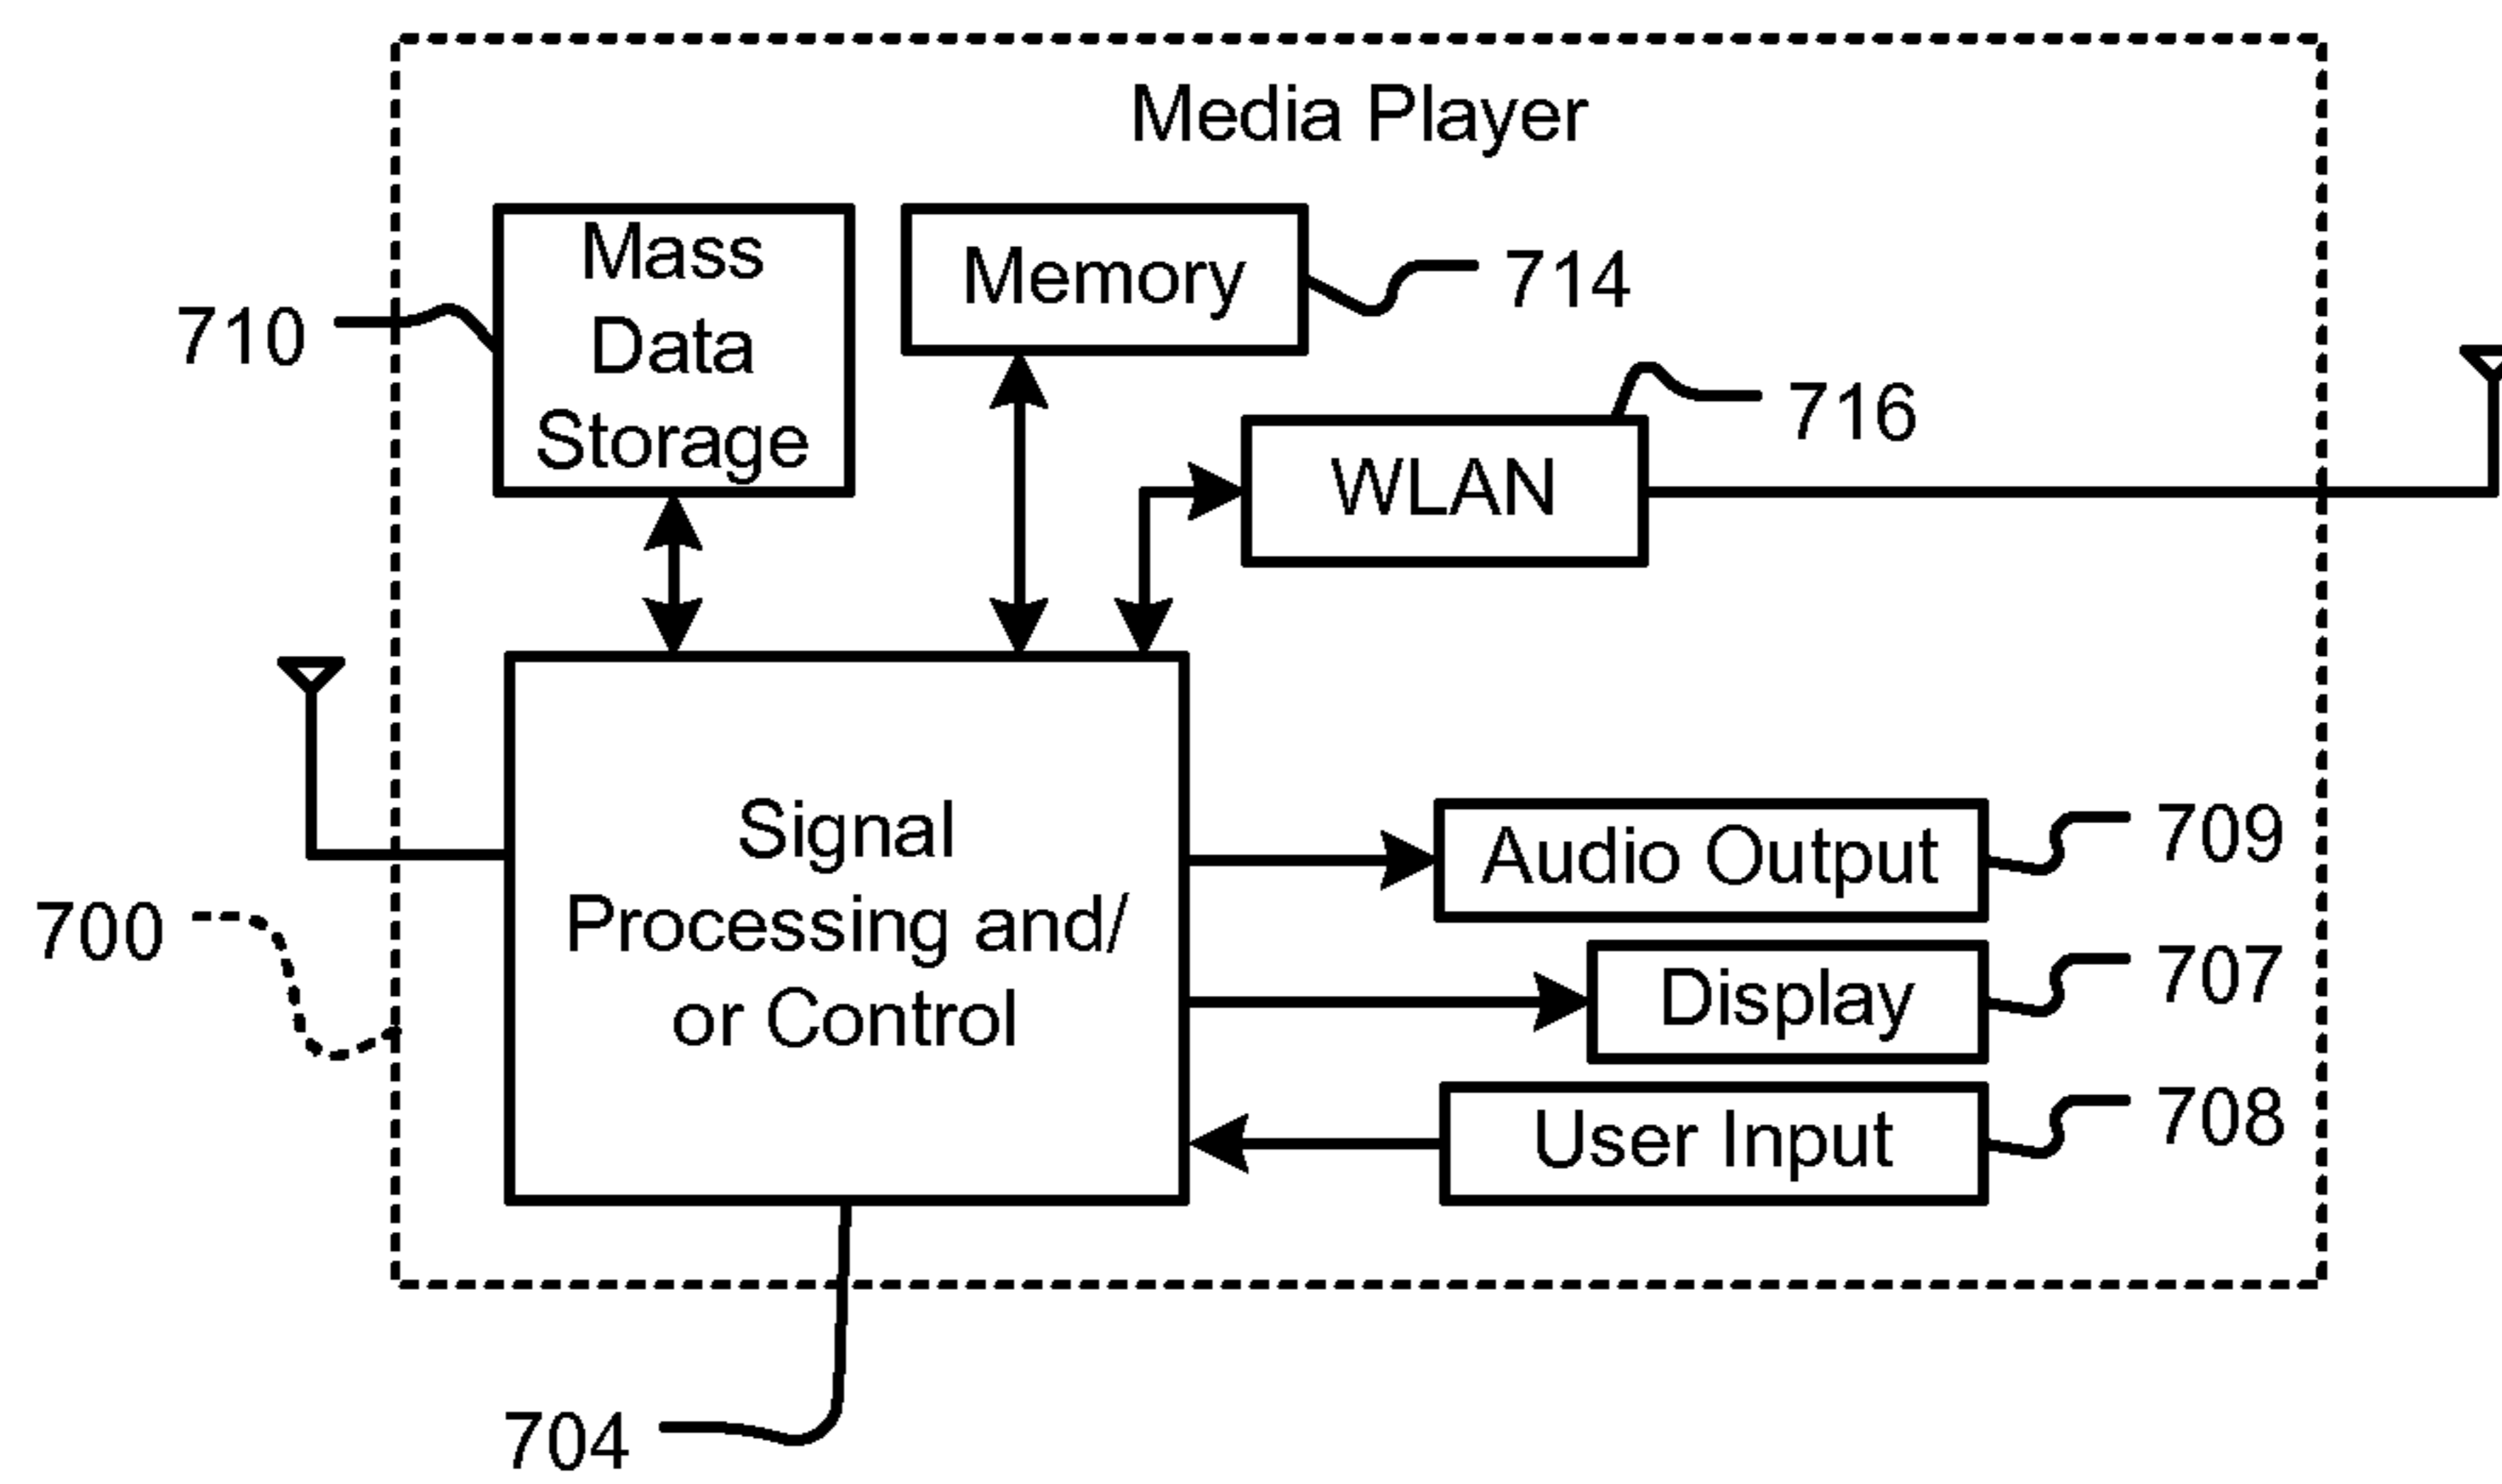 Media Player
Mass
Data
Storage
710
Memory
714
WLAN
716
Signal
Processing and/
or Control
700
Audio Output
709
Display
707
User Input
708
704